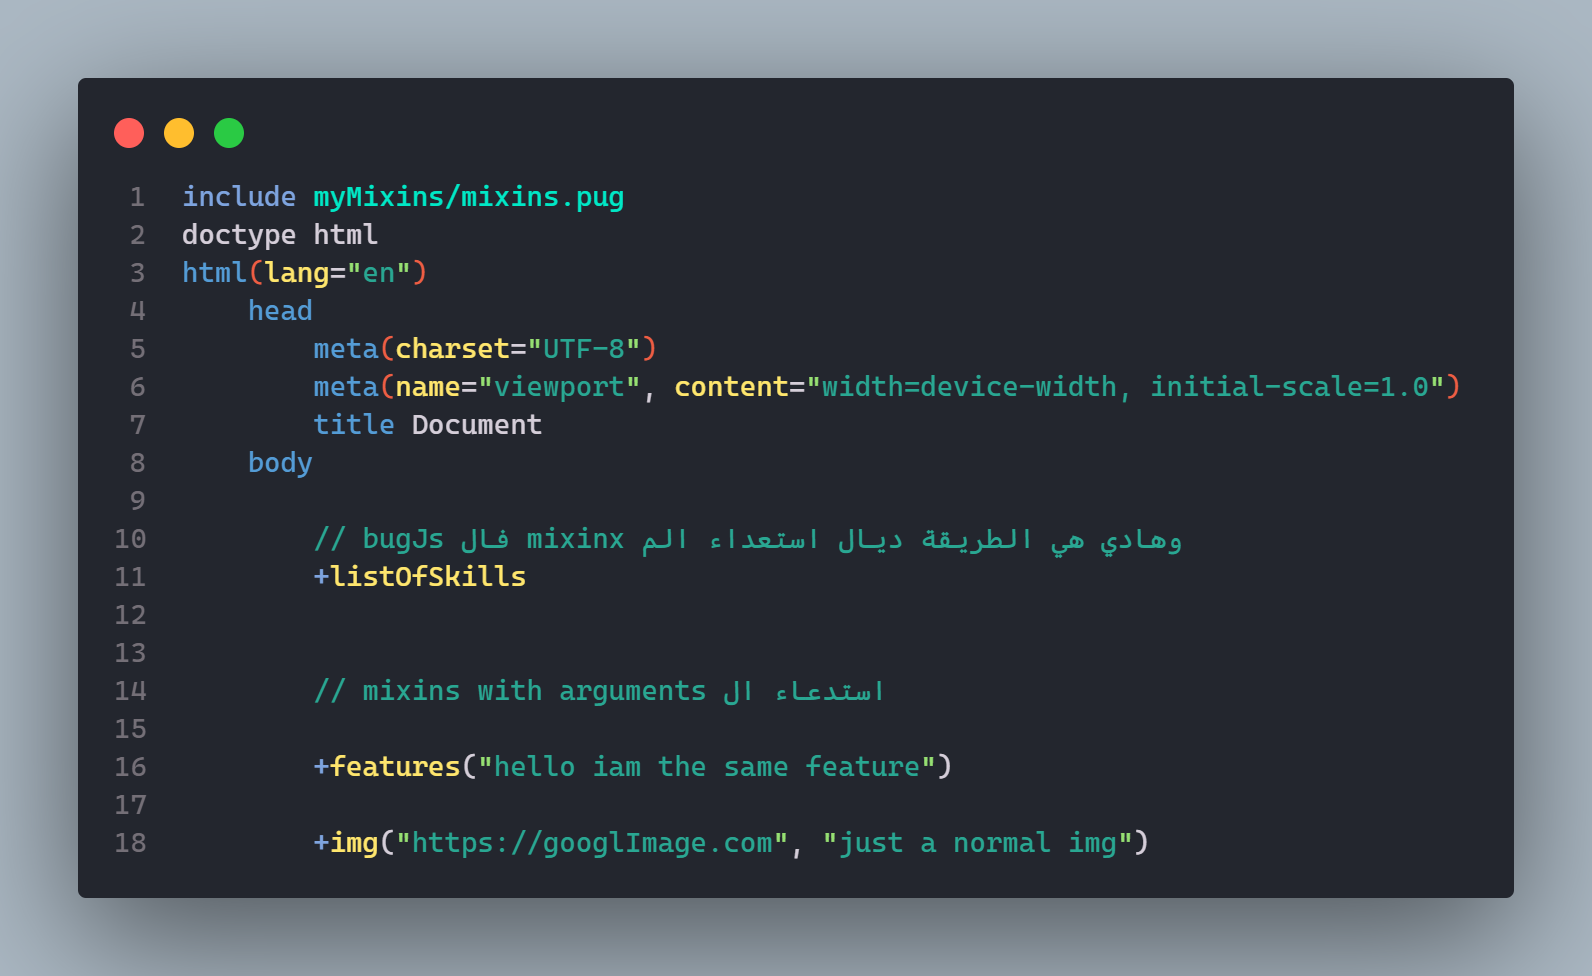 1 include myMixins/mixins.pug
2 doctype html
3 html(lang="en")
4 head
5 meta(charset="UTF-8")
6 meta(name="viewport", content="width=device-width, initial-scale=1.0")
7 title Document
8 body
9
10 // bugJs فال mixinx وهادي هي الطريقة ديال استعداء الم
11 +listOfSkills
12
13
14 // mixins with arguments استدعاء ال
15
16 +features("hello iam the same feature")
17
18 +img("https://googlImage.com", "just a normal img")